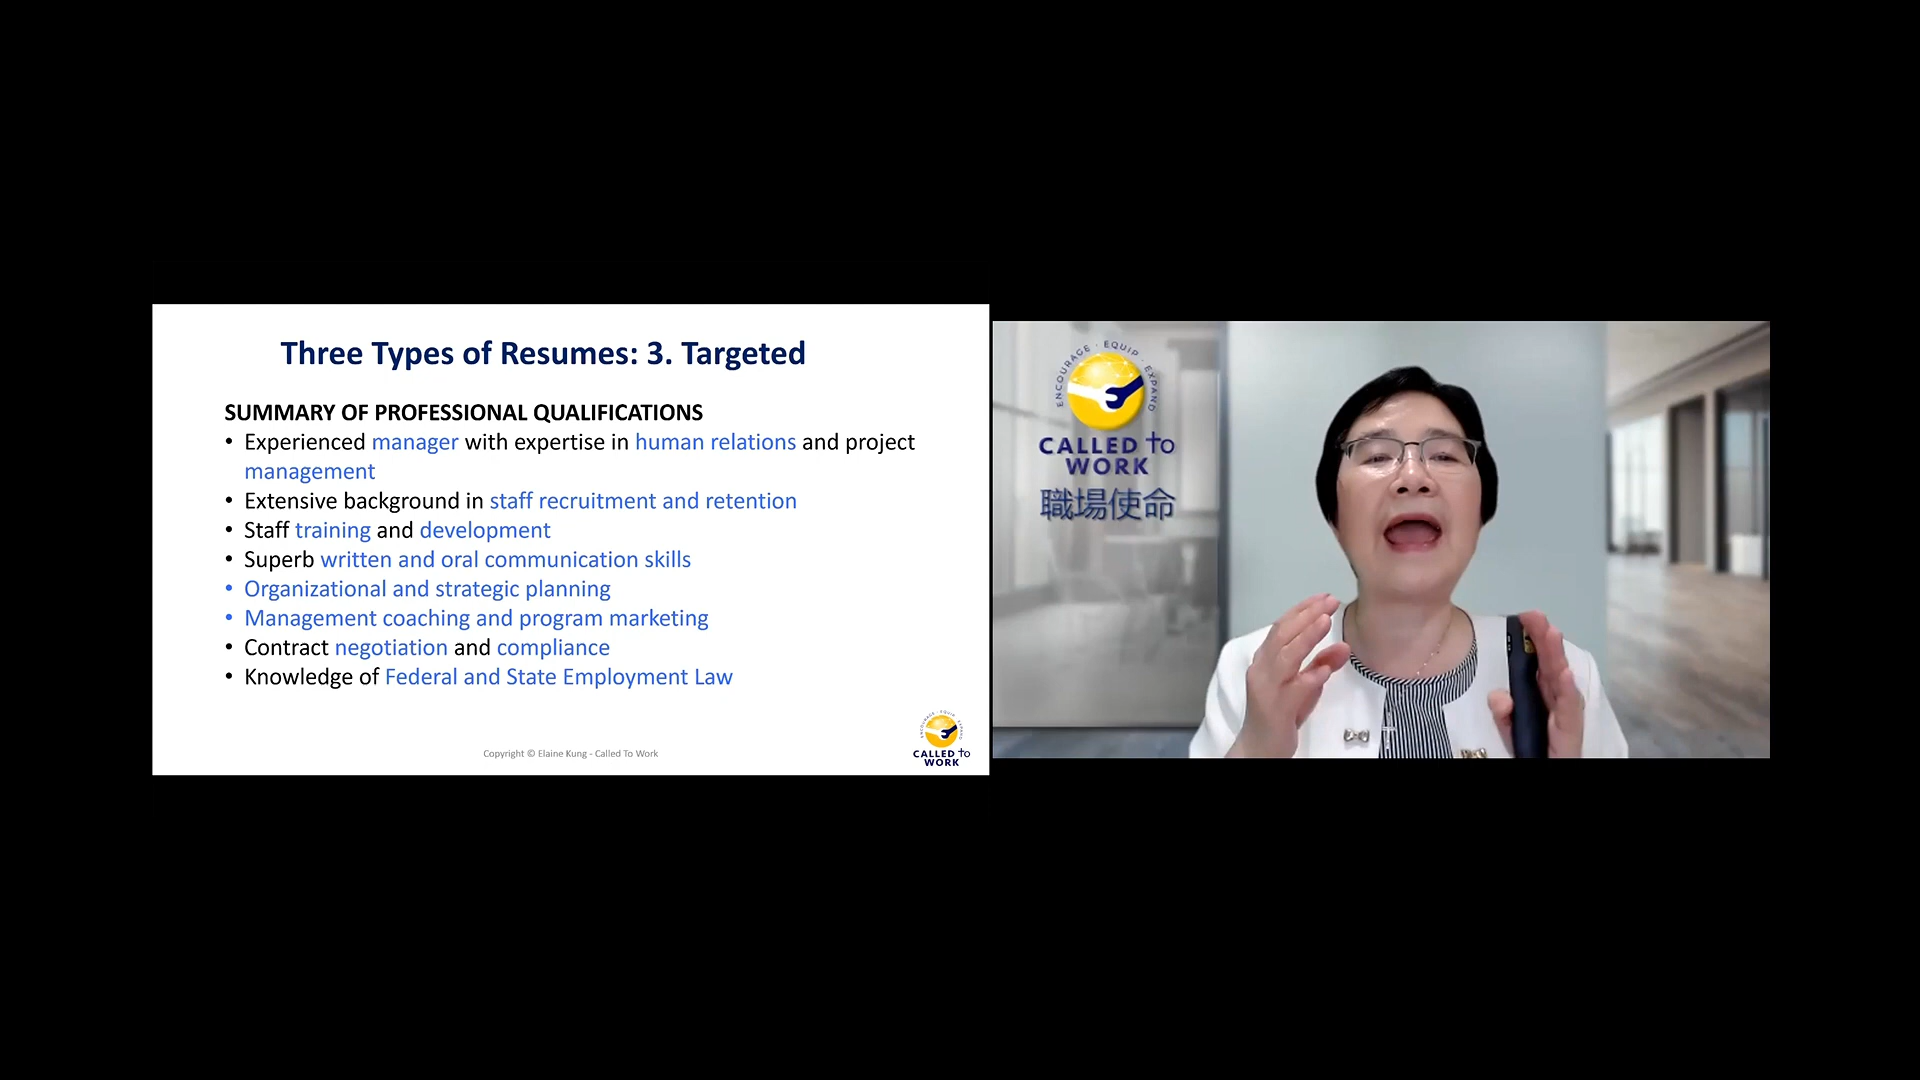 Three Types of Resumes: 3. Targeted
SUMMARY OF PROFESSIONAL QUALIFICATIONS
• Experienced manager with expertise in human relations and project
management
• Extensive background in staff recruitment and retention
• Staff training and development
• Superb written and oral communication skills
• Organizational and strategic planning
• Management coaching and program marketing
• Contract negotiation and compliance
• Knowledge of Federal and State Employment Law
Copyright © Elaine Kung - Called To Work
ENCOURAGE · EQUIP · EXPAND
CALLED to
WORK
ENCOURAGE · EQUIP · EXPAND
CALLED to
WORK
職場使命